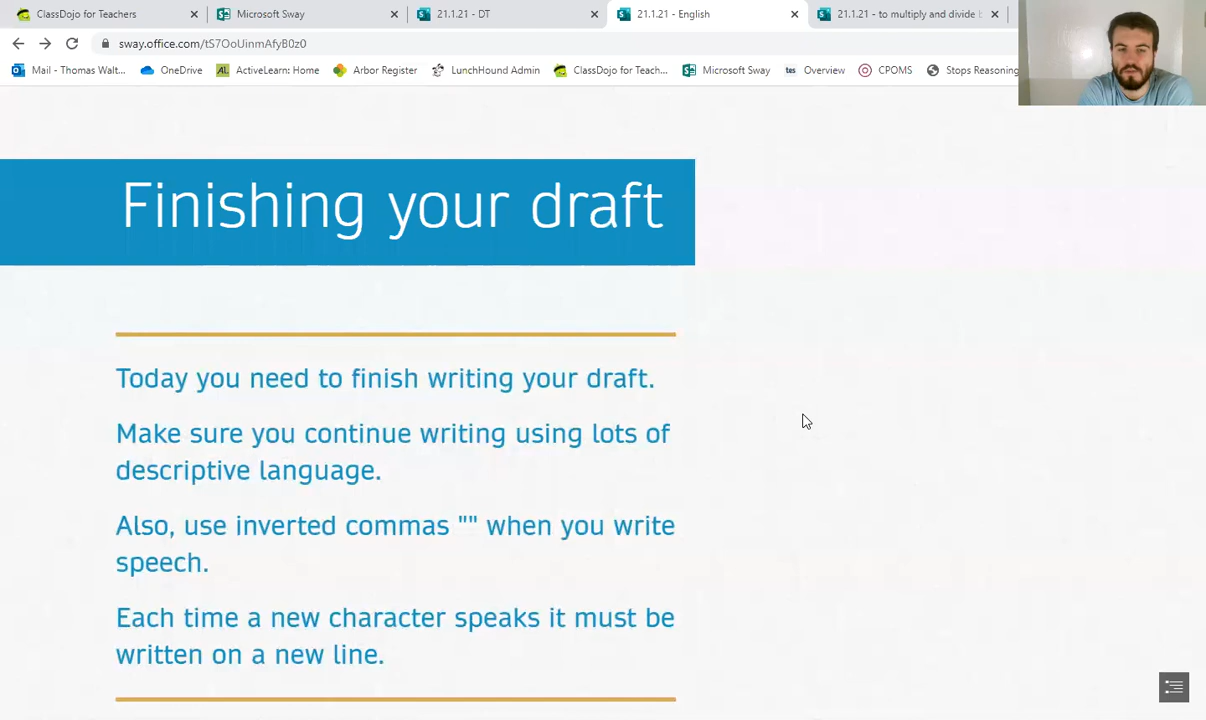 ClassDojo for Teachers
Microsoft Sway
21.1.21 - DT
21.1.21 - English
21.1.21 - to multiply and divide
sway.office.com/tS7OoUinmAfyB0z0
Mail - Thomas Walt...
OneDrive
ActiveLearn: Home
Arbor Register
LunchHound Admin
ClassDojo for Teach...
Microsoft Sway
tes Overview
CPOMS
Stops Reasoning
Finishing your draft
Today you need to finish writing your draft.
Make sure you continue writing using lots of
descriptive language.
Also, use inverted commas "" when you write
speech.
Each time a new character speaks it must be
written on a new line.